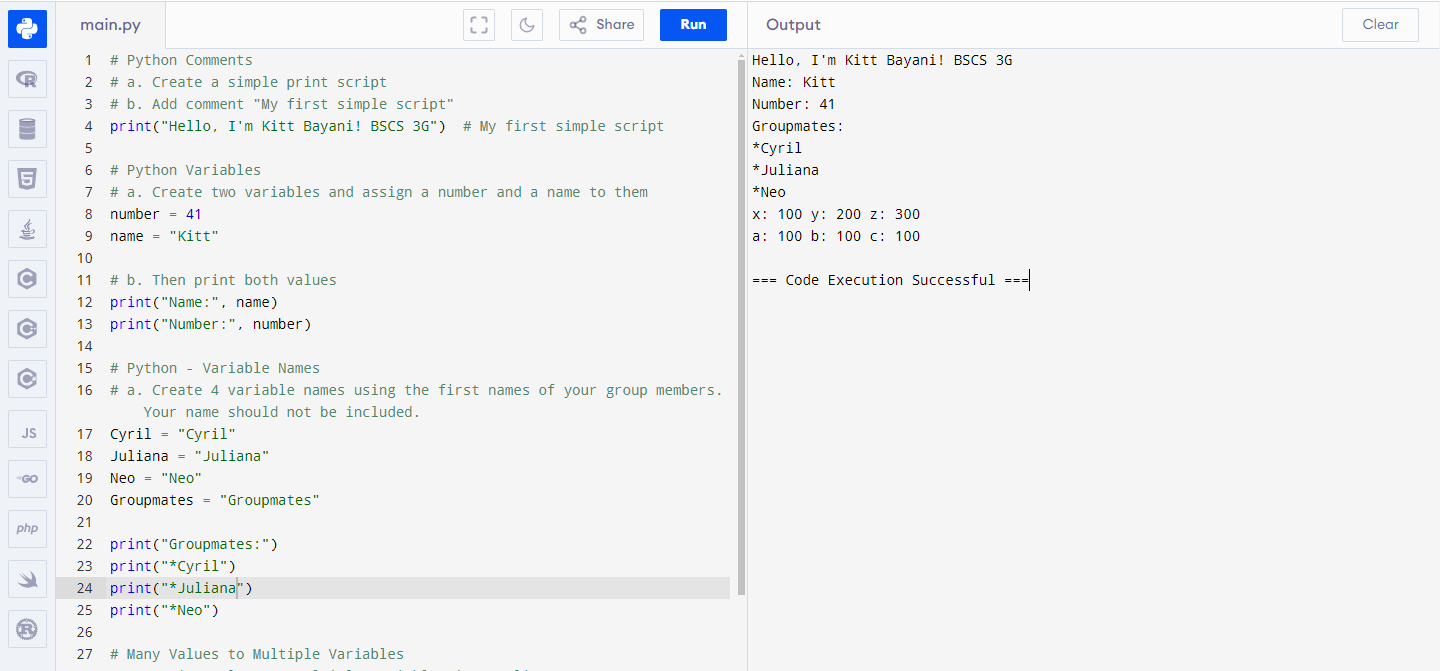 main.py
Share
Run
Output
Clear
R
JS
GO
php
1 # Python Comments
2 # a. Create a simple print script
3 # b. Add comment "My first simple script"
4 print("Hello, I'm Kitt Bayani! BSCS 3G")  # My first simple script
5
6 # Python Variables
7 # a. Create two variables and assign a number and a name to them
8 number = 41
9 name = "Kitt"
10
11 # b. Then print both values
12 print("Name:", name)
13 print("Number:", number)
14
15 # Python - Variable Names
16 # a. Create 4 variable names using the first names of your group members.
Your name should not be included.
17 Cyril = "Cyril"
18 Juliana = "Juliana"
19 Neo = "Neo"
20 Groupmates = "Groupmates"
21
22 print("Groupmates:")
23 print("*Cyril")
24 print("*Juliana")
25 print("*Neo")
26
27 # Many Values to Multiple Variables
Hello, I'm Kitt Bayani! BSCS 3G
Name: Kitt
Number: 41
Groupmates:
*Cyril
*Juliana
*Neo
x: 100 y: 200 z: 300
a: 100 b: 100 c: 100
=== Code Execution Successful ===